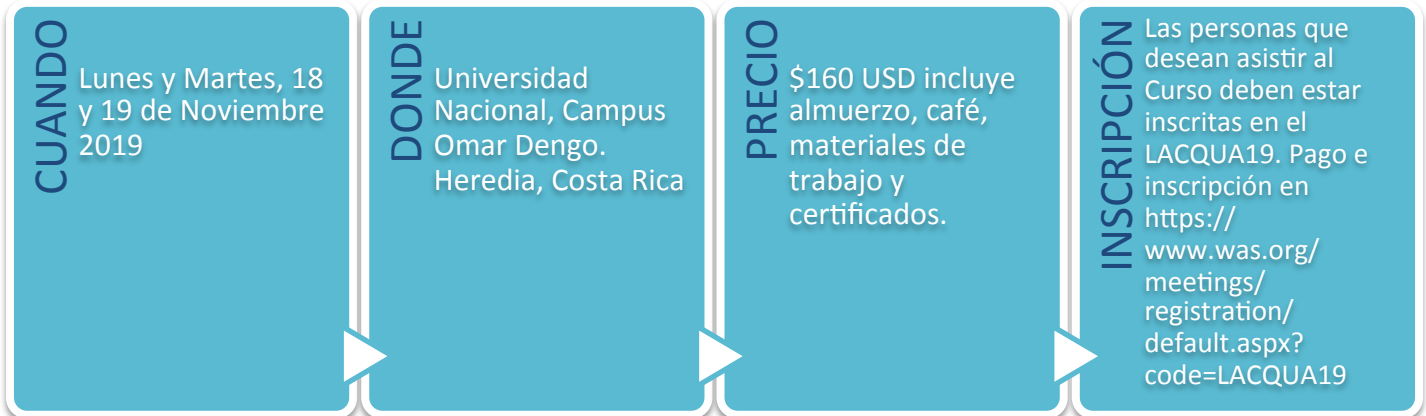 CUANDO
Lunes y Martes, 18
y 19 de Noviembre
2019
DONDE
Universidad
Nacional, Campus
Omar Dengo.
Heredia, Costa Rica
PRECIO
$160 USD incluye
almuerzo, café,
materiales de
trabajo y
certificados.
INSCRIPCIÓN
Las personas que
desean asistir al
Curso deben estar
inscritas en el
LACQUA19. Pago e
inscripción en
https://
www.was.org/
meetings/
registration/
default.aspx?
code=LACQUA19